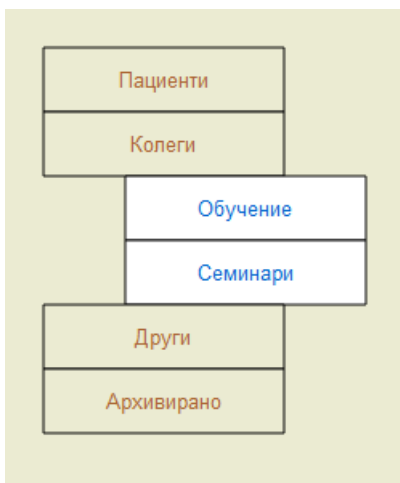 Пациенти
Колеги
Обучение
Семинари
Други
Архивирано